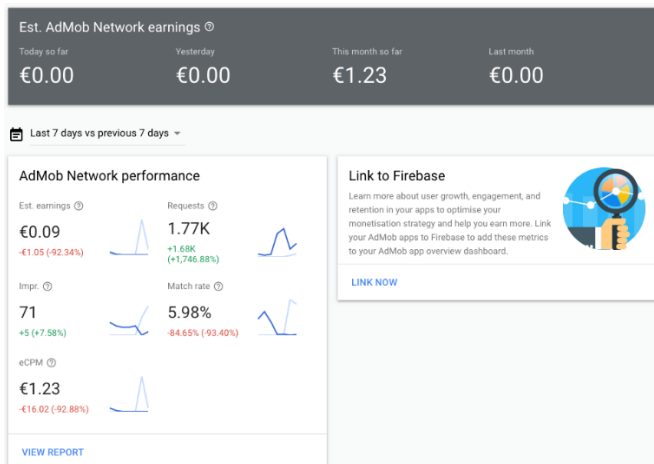 Est. AdMob Network earnings
Today so far
€0.00
Yesterday
€0.00
This month so far
€1.23
Last month
€0.00
Last 7 days vs previous 7 days
AdMob Network performance
Est. earnings
€0.09
-€1.05 (-92.34%)
Requests
1.77K
+1.68K
(+1,746.88%)
Impr.
71
+5 (+7.58%)
Match rate
5.98%
-84.65% (-93.40%)
eCPM
€1.23
-€16.02 (-92.88%)
VIEW REPORT
Link to Firebase
Learn more about user growth, engagement, and
retention in your apps to optimise your
monetisation strategy and help you earn more. Link
your AdMob apps to Firebase to add these metrics
to your AdMob app overview dashboard.
LINK NOW